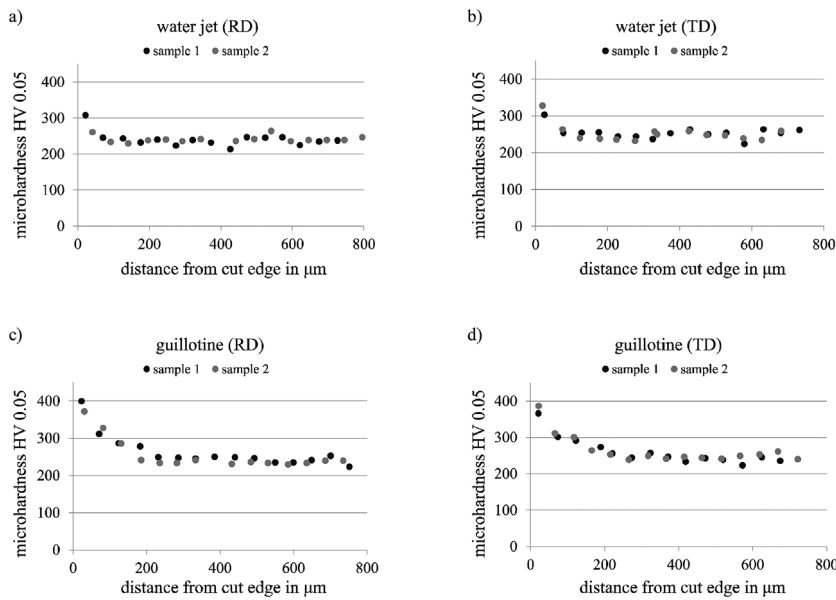 a)
water jet (RD)
sample 1 sample 2
microhardness HV 0.05
400
300
200
100
0
0 200 400 600 800
distance from cut edge in µm
b)
water jet (TD)
sample 1 sample 2
microhardness HV 0.05
400
300
200
100
0
0 200 400 600 800
distance from cut edge in µm
c)
guillotine (RD)
sample 1 sample 2
microhardness HV 0.05
400
300
200
100
0
0 200 400 600 800
distance from cut edge in µm
d)
guillotine (TD)
sample 1 sample 2
microhardness HV 0.05
400
300
200
100
0
0 200 400 600 800
distance from cut edge in µm